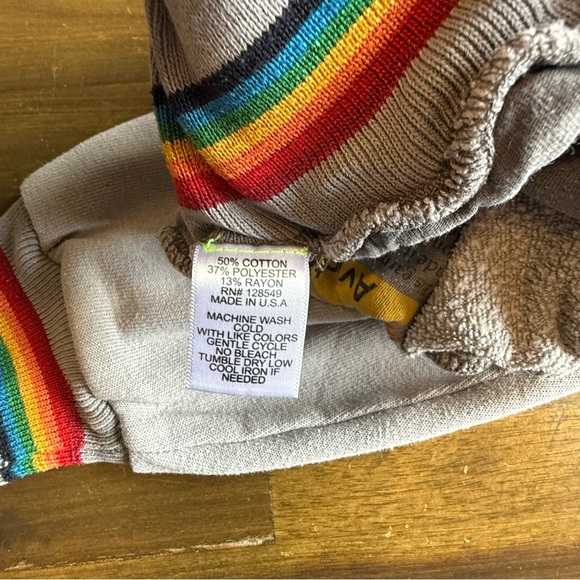 50% COTTON
37% POLYESTER
13% RAYON
RN# 128549
MADE IN U.S.A
MACHINE WASH
COLD
WITH LIKE COLORS
GENTLE CYCLE
NO BLEACH
TUMBLE DRY LOW
COOL IRON IF
NEEDED